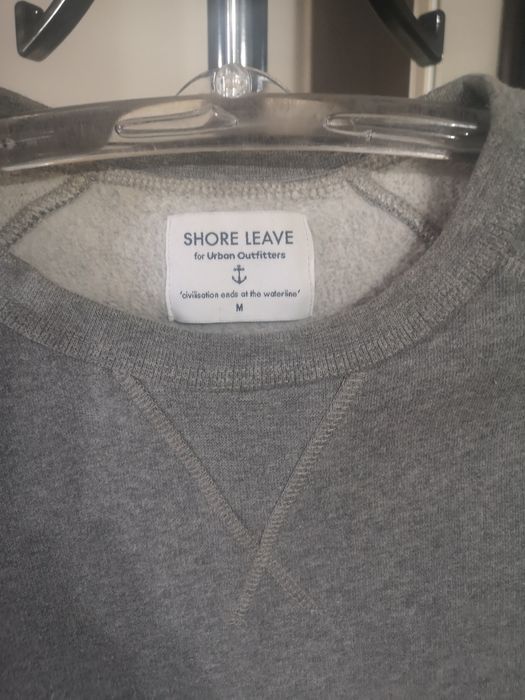 SHORE LEAVE
for Urban Outfitters
'civilisation ends at the waterline'
M